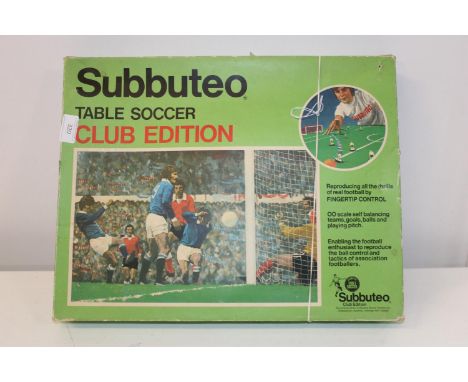 Subbuteo
TABLE SOCCER
CLUB EDITION
Reproducing all the thrills
of real football by
FINGERTIP CONTROL
OO scale self balancing
teams, goals, balls and
playing pitch.
Enabling the football
enthusiast to reproduce
the ball control and
tactics of association
footballers.
Subbuteo
Club Edition